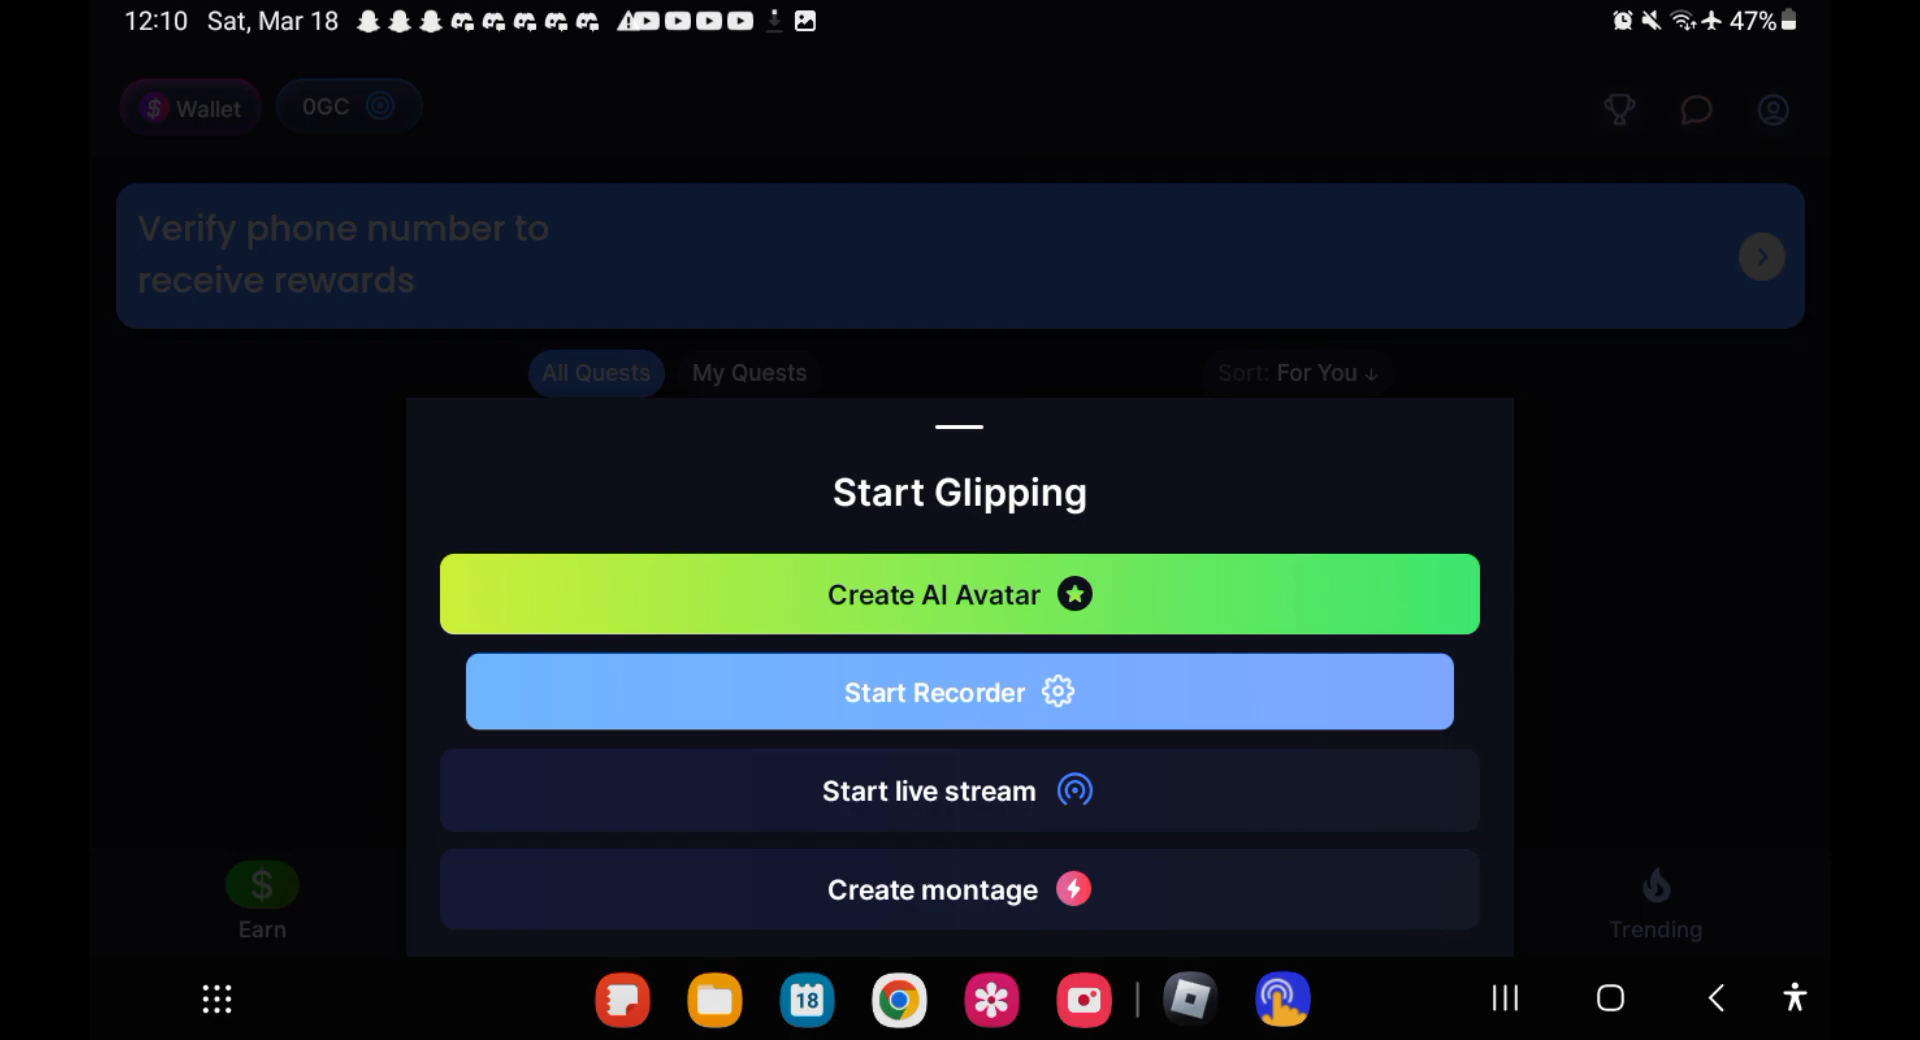 12:10 Sat, Mar 18
47%
Wallet
0GC
Verify phone number to
receive rewards
All Quests
My Quests
Sort: For You ↓
Start Glipping
Create AI Avatar
Start Recorder
Start live stream
Create montage
Earn
Trending
18